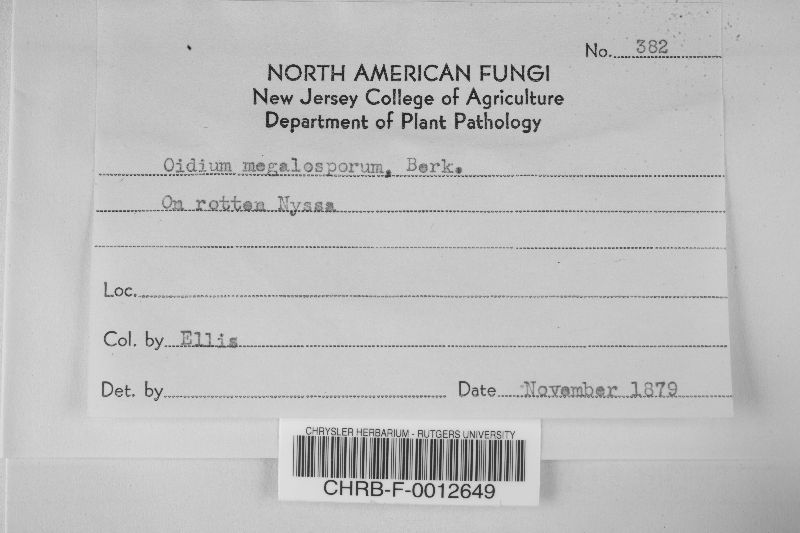 No. 382
NORTH AMERICAN FUNGI
New Jersey College of Agriculture
Department of Plant Pathology
Oidium megalosporum, Berk.
On rotten Nyssa
Loc.
Col. by Ellis
Det. by Date November 1879
CHRYSLER HERBARIUM - RUTGERS UNIVERSITY
CHRB-F-0012649